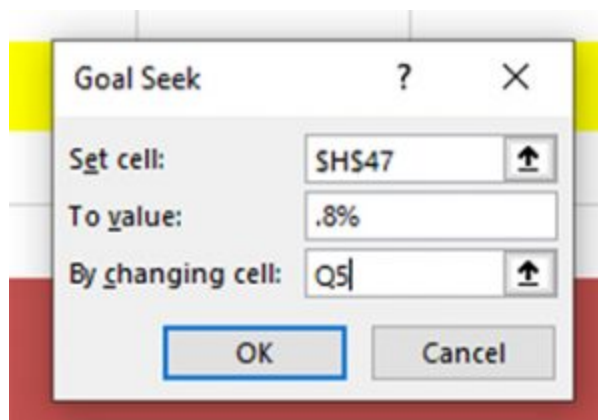 Goal Seek ? ×
Set cell: $H$47
To value: .8%
By changing cell: Q5
OK Cancel